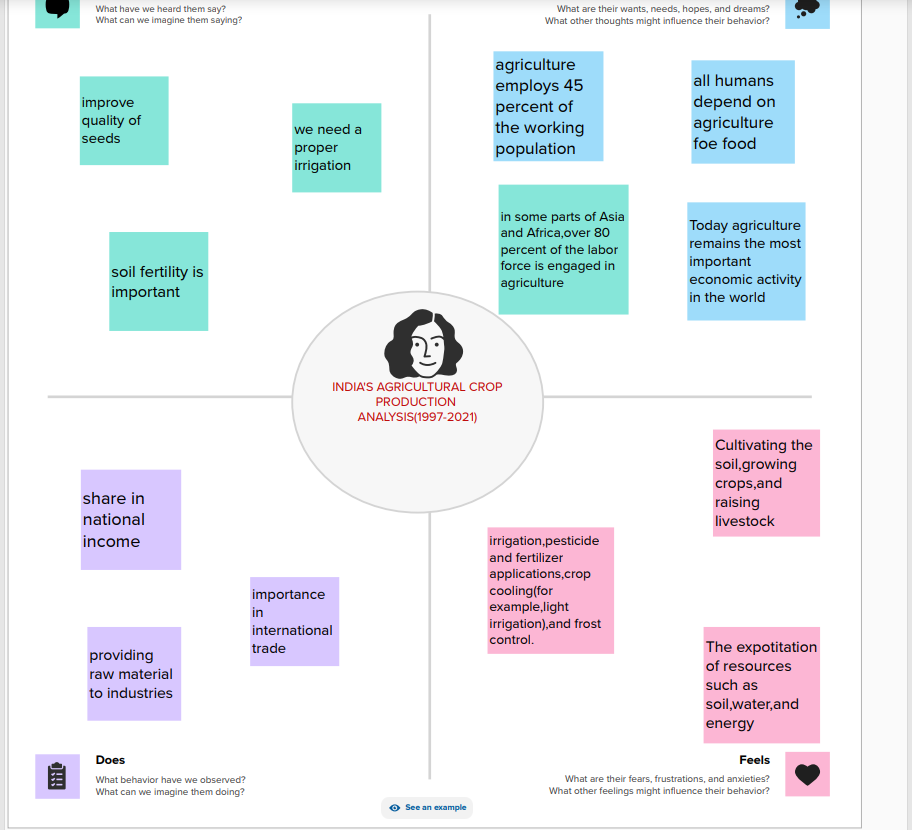 What have we heard them say?
What can we imagine them saying?
What are their wants, needs, hopes, and dreams?
What other thoughts might influence their behavior?
improve
quality of
seeds
we need a
proper
irrigation
soil fertility is
important
agriculture
employs 45
percent of
the working
population
all humans
depend on
agriculture
foe food
in some parts of Asia
and Africa,over 80
percent of the labor
force is engaged in
agriculture
Today agriculture
remains the most
important
economic activity
in the world
INDIA'S AGRICULTURAL CROP
PRODUCTION
ANALYSIS(1997-2021)
share in
national
income
importance
in
international
trade
providing
raw material
to industries
Cultivating the
soil,growing
crops,and
raising
livestock
irrigation,pesticide
and fertilizer
applications,crop
cooling(for
example,light
irrigation),and frost
control.
The expotitation
of resources
such as
soil,water,and
energy
Does
What behavior have we observed?
What can we imagine them doing?
Feels
What are their fears, frustrations, and anxieties?
What other feelings might influence their behavior?
See an example